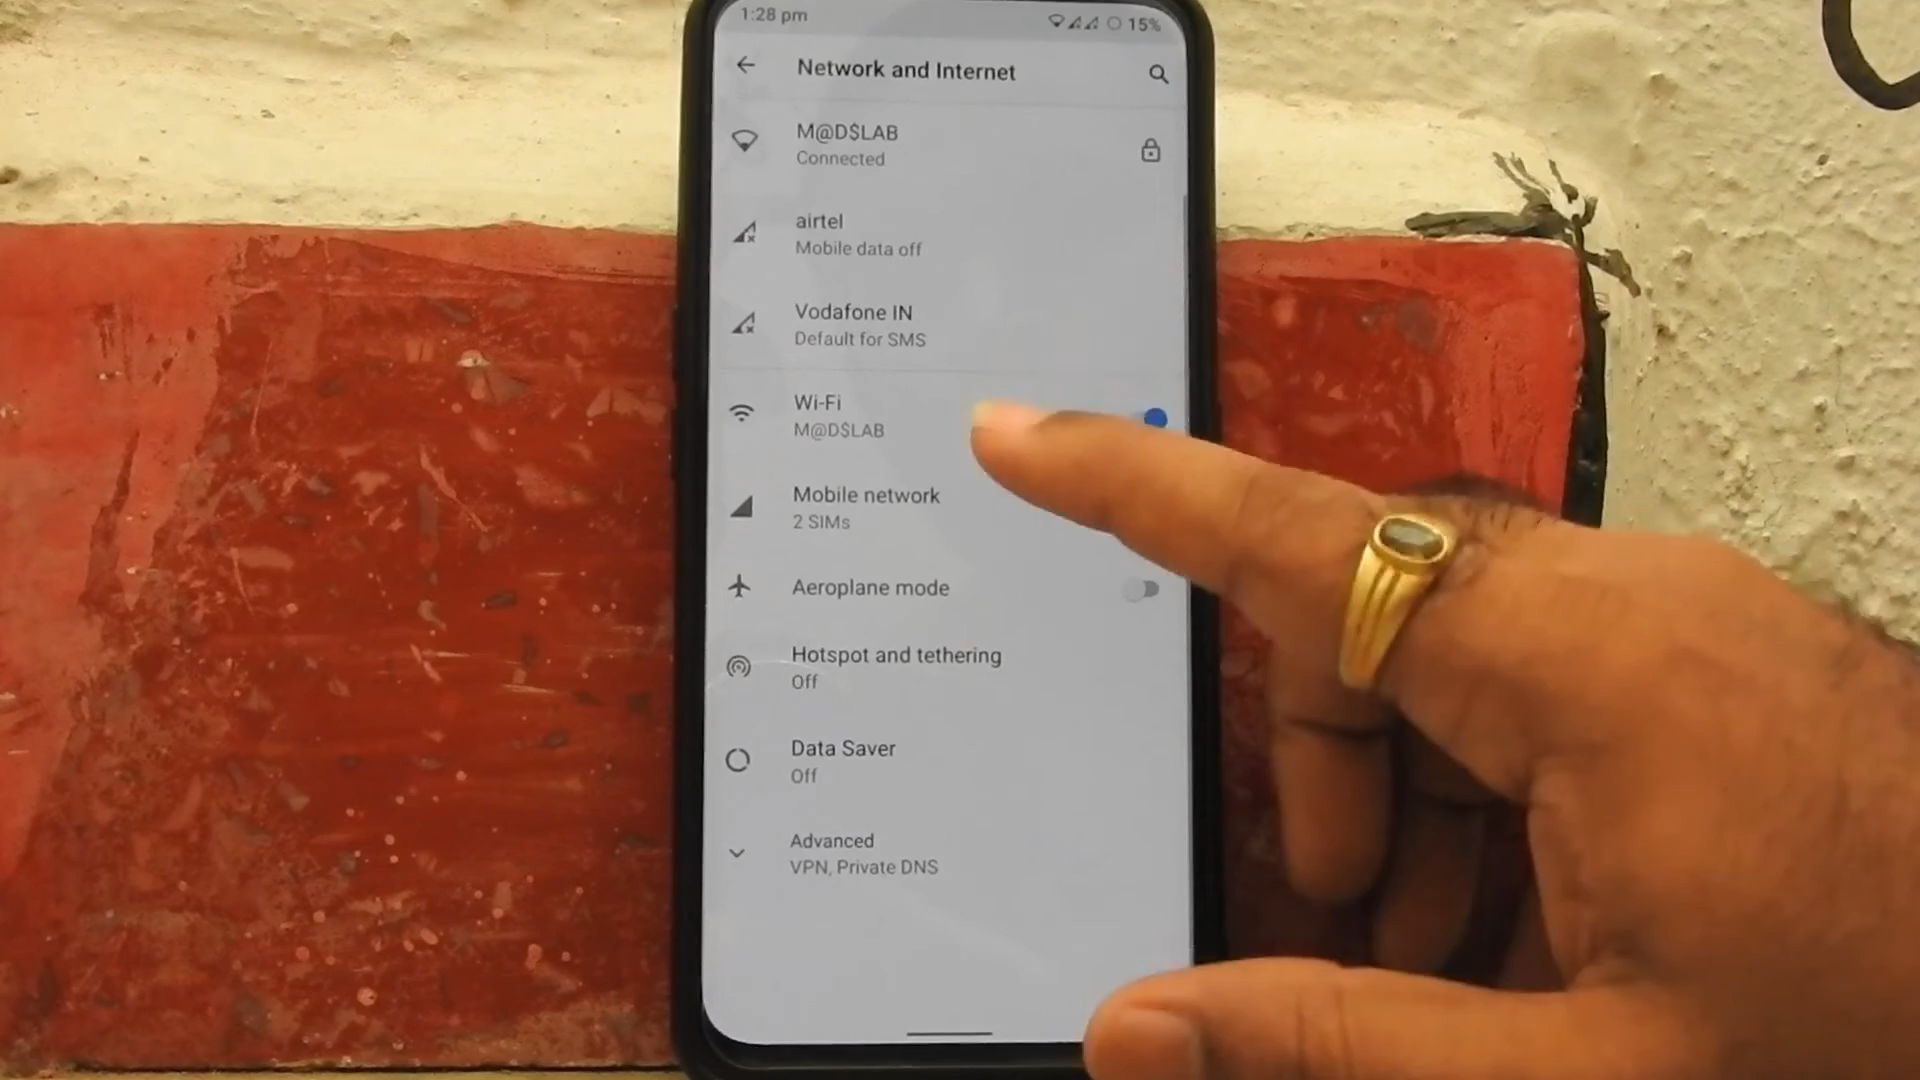 1:28 pm
15%
Network and Internet
M@D$LAB
Connected
airtel
Mobile data off
Vodafone IN
Default for SMS
Wi-Fi
M@D$LAB
Mobile network
2 SIMs
Aeroplane mode
Hotspot and tethering
Off
Data Saver
Off
Advanced
VPN, Private DNS